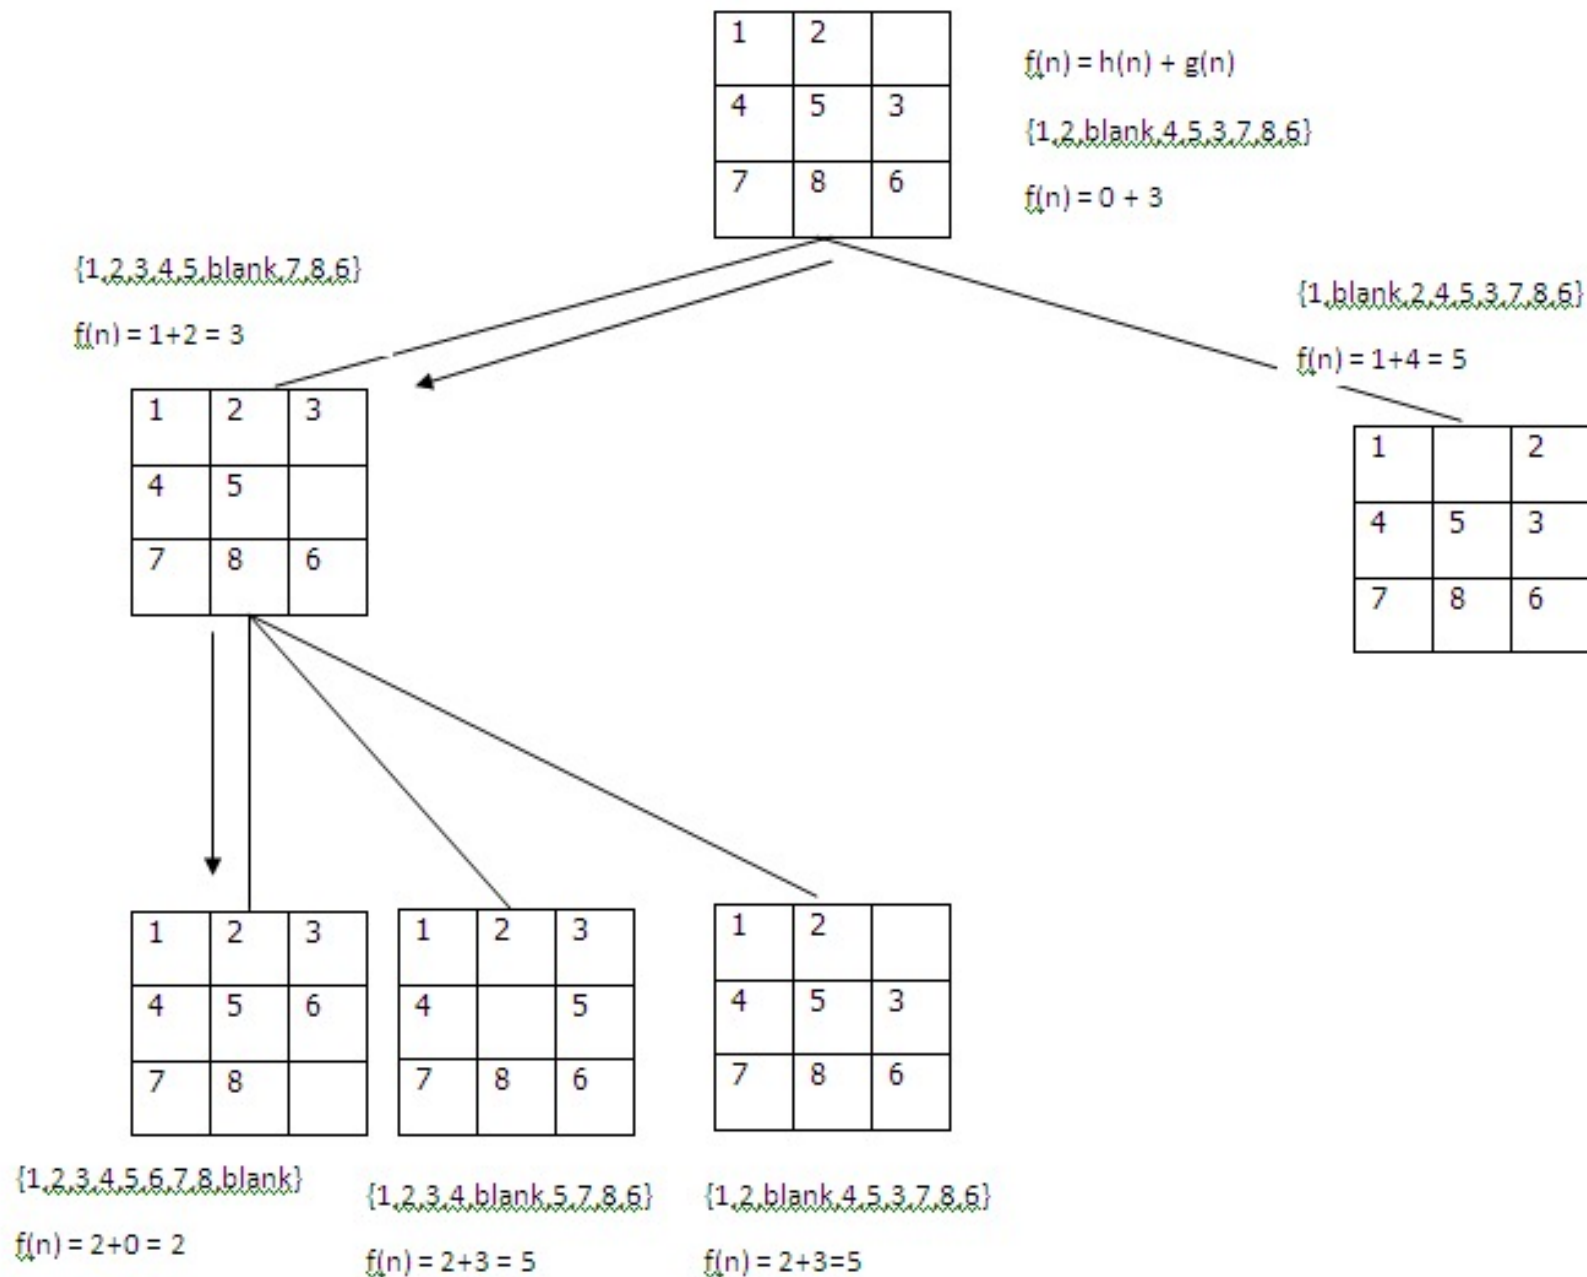 1 2
4 5 3
7 8 6
f(n) = h(n) + g(n)
{1,2,blank,4,5,3,7,8,6}
f(n) = 0 + 3
{1,2,3,4,5,blank,7,8,6}
f(n) = 1+2 = 3
{1,blank,2,4,5,3,7,8,6}
f(n) = 1+4 = 5
1 2 3
4 5
7 8 6
1 2
4 5 3
7 8 6
1 2 3
4 5 6
7 8
{1,2,3,4,5,6,7,8,blank}
f(n) = 2+0 = 2
1 2 3
4 5
7 8 6
{1,2,3,4,blank,5,7,8,6}
f(n) = 2+3 = 5
1 2
4 5 3
7 8 6
{1,2,blank,4,5,3,7,8,6}
f(n) = 2+3=5